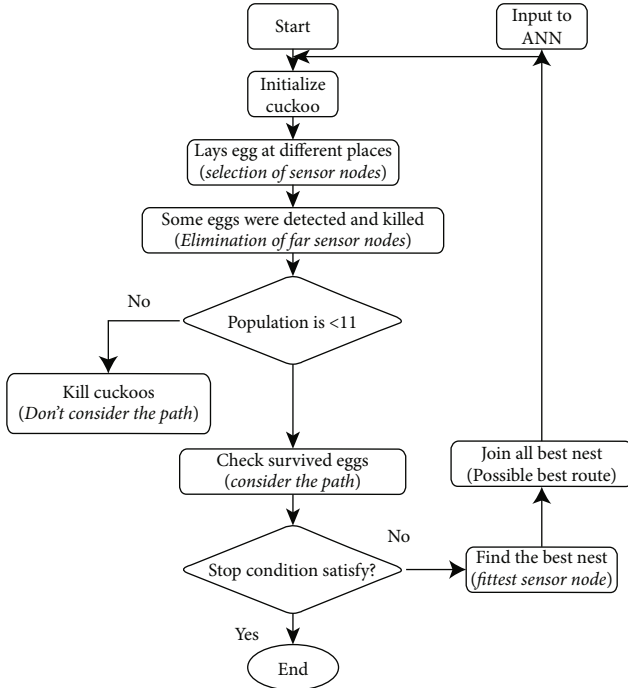 Start
Input to
ANN
Initialize
cuckoo
Lays egg at different places
(selection of sensor nodes)
Some eggs were detected and killed
(Elimination of far sensor nodes)
No
Population is <11
Kill cuckoos
(Don't consider the path)
Check survived eggs
(consider the path)
Join all best nest
(Possible best route)
No
Stop condition satisfy?
Find the best nest
(fittest sensor node)
Yes
End